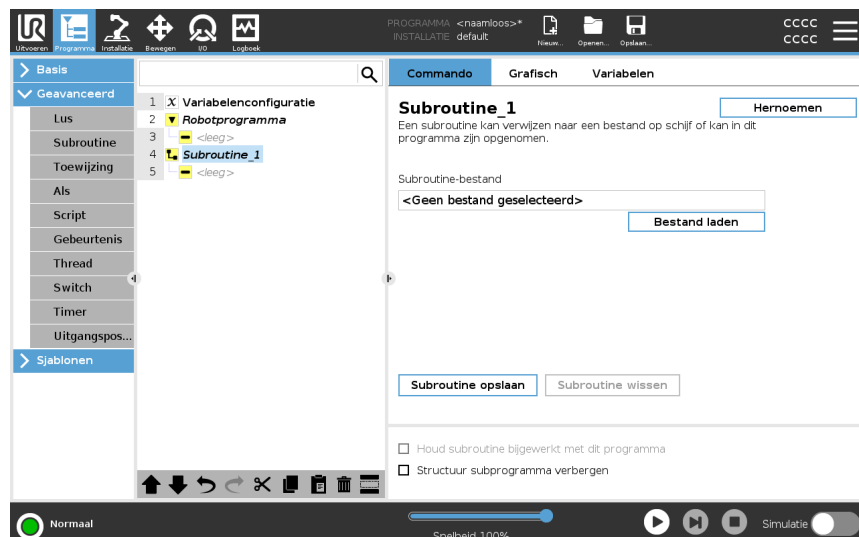 PROGRAMMA <naamloos>*
INSTALLATIE default
CCCC
CCCC
Uitvoeren Programma Installatie Bewegen I/O Logboek Nieuw... Openen... Opslaan...
Basis
Geavanceerd
Lus
Subroutine
Toewijzing
Als
Script
Gebeurtenis
Thread
Switch
Timer
Uitgangspos...
Sjablonen
1 X Variabelenconfiguratie
2 Robotprogramma
3 <leeg>
4 Subroutine_1
5 <leeg>
Commando Grafisch Variabelen
Subroutine_1 Hernoemen
Een subroutine kan verwijzen naar een bestand op schijf of kan in dit
programma zijn opgenomen.
Subroutine-bestand
<Geen bestand geselecteerd>
Bestand laden
Subroutine opslaan Subroutine wissen
Houd subroutine bijgewerkt met dit programma
Structuur subprogramma verbergen
Normaal
Snelheid 100%
Simulatie